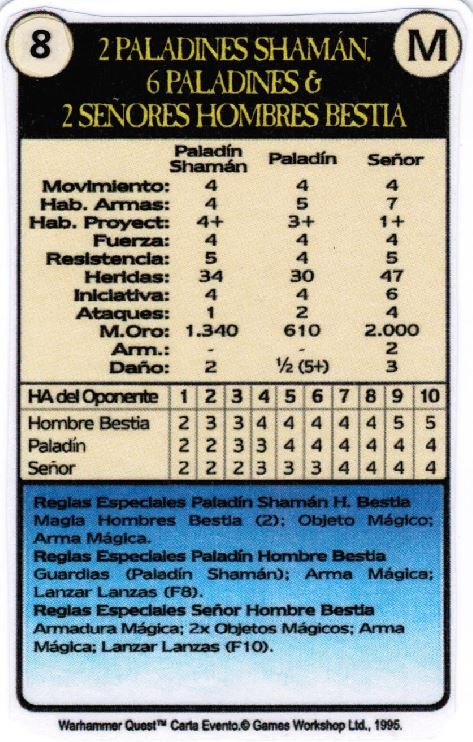 8
M
2 PALADINES SHAMÁN,
6 PALADINES &
2 SEÑORES HOMBRES BESTIA
Paladín Shamán Paladín Señor
Movimiento: 4 4 4
Hab. Armas: 4 5 7
Hab. Proyect: 4+ 3+ 1+
Fuerza: 4 4 4
Resistencia: 5 4 5
Heridas: 34 30 47
Iniciativa: 4 4 6
Ataques: 1 2 4
M.Oro: 1.340 610 2.000
Arm.: - - 2
Daño: 2 ½ (5+) 3
HA del Oponente 1 2 3 4 5 6 7 8 9 10
Hombre Bestia 2 3 3 4 4 4 4 4 5 5
Paladín 2 2 3 3 4 4 4 4 4 4
Señor 2 2 2 3 3 3 4 4 4 4
Reglas Especiales Paladín Shamán H. Bestia
Magia Hombres Bestia (2); Objeto Mágico;
Arma Mágica.
Reglas Especiales Paladín Hombre Bestia
Guardias (Paladín Shamán); Arma Mágica;
Lanzar Lanzas (F8).
Reglas Especiales Señor Hombre Bestia
Armadura Mágica; 2x Objetos Mágicos; Arma
Mágica; Lanzar Lanzas (F10).
Warhammer Quest™ Carta Evento.© Games Workshop Ltd., 1995.